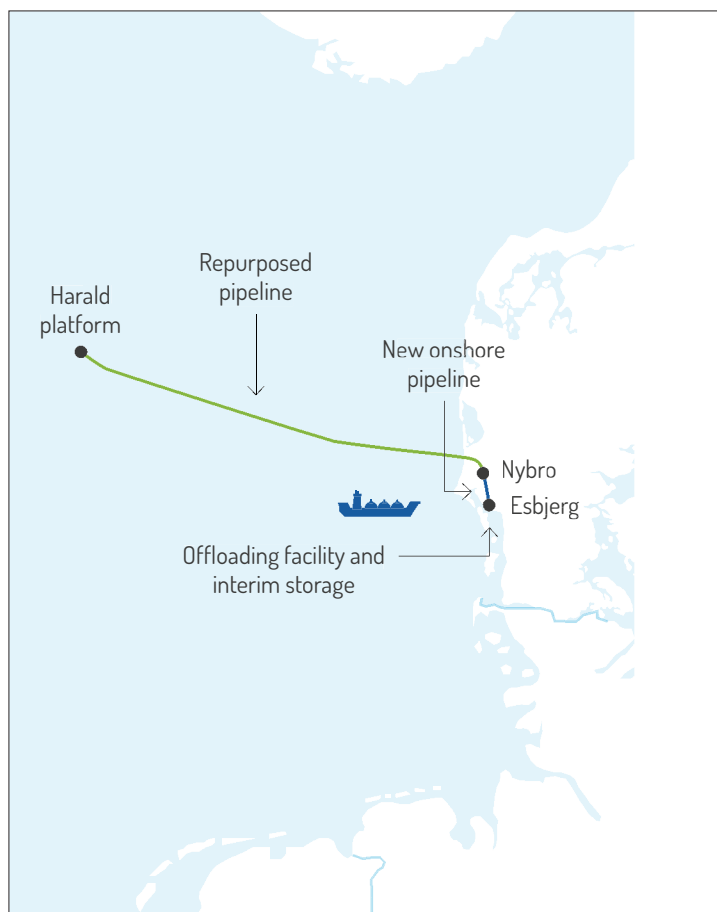 Repurposed
pipeline
Harald
platform
New onshore
pipeline
Nybro
Esbjerg
Offloading facility and
interim storage